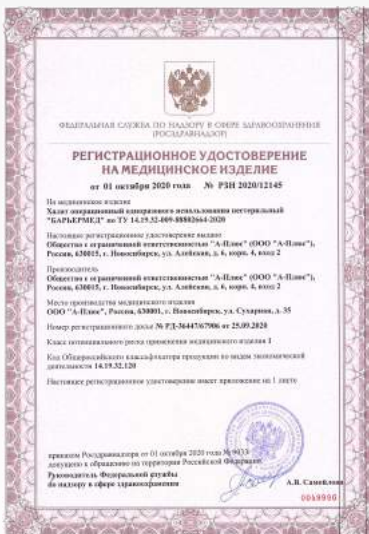 ФЕДЕРАЛЬНАЯ СЛУЖБА ПО НАДЗОРУ В СФЕРЕ ЗДРАВООХРАНЕНИЯ
(РОСЗДРАВНАДЗОР)
РЕГИСТРАЦИОННОЕ УДОСТОВЕРЕНИЕ
НА МЕДИЦИНСКОЕ ИЗДЕЛИЕ
от 01 октября 2020 года № РЗН 2020/12145
На медицинское изделие
Халат операционный одноразового использования нестерильный
"БАРЬЕРМЕД" по ТУ 14.19.32-009-88802664-2020
Настоящее регистрационное удостоверение выдано
Общество с ограниченной ответственностью "А-Плюс" (ООО "А-Плюс"),
Россия, 630015, г. Новосибирск, ул. Алейская, д. 6, корп. 4, вход 2
Производитель
Общество с ограниченной ответственностью "А-Плюс" (ООО "А-Плюс"),
Россия, 630015, г. Новосибирск, ул. Алейская, д. 6, корп. 4, вход 2
Место производства медицинского изделия
ООО "А-Плюс", Россия, 630001, г. Новосибирск, ул. Сухарная, д. 35
Номер регистрационного досье № РД-36447/67906 от 25.09.2020
Класс потенциального риска применения медицинского изделия 1
Код Общероссийского классификатора продукции по видам экономической
деятельности 14.19.32.120
Настоящее регистрационное удостоверение имеет приложение на 1 листе
приказом Росздравнадзора от 01 октября 2020 года № 9033
допущено к обращению на территории Российской Федерации.
Руководитель Федеральной службы
по надзору в сфере здравоохранения
А.В. Самойлова
0049996